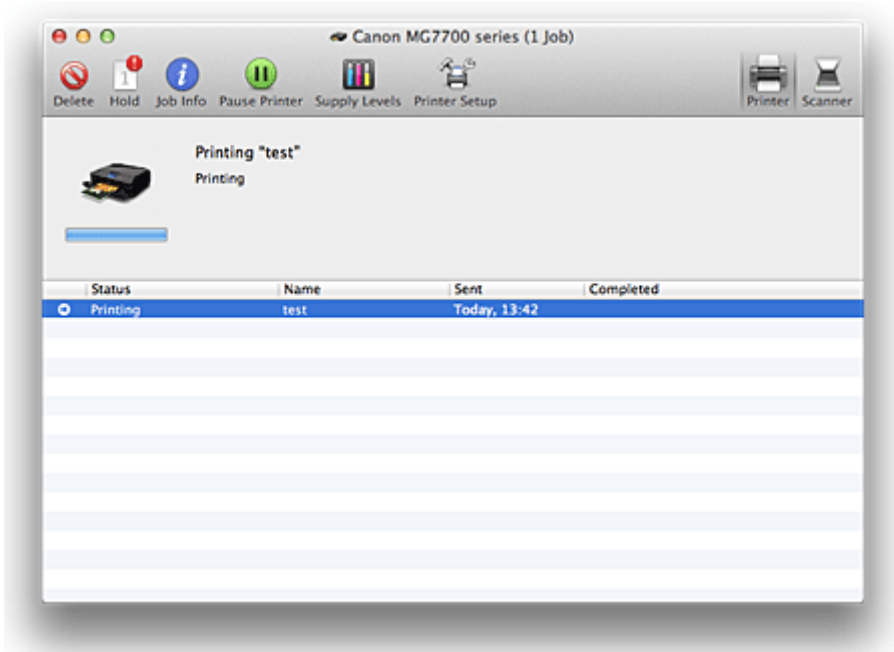 Canon MG7700 series (1 Job)
1
Delete Hold Job Info Pause Printer Supply Levels Printer Setup Printer Scanner
Printing "test"
Printing
Status Name Sent Completed
Printing test Today, 13:42